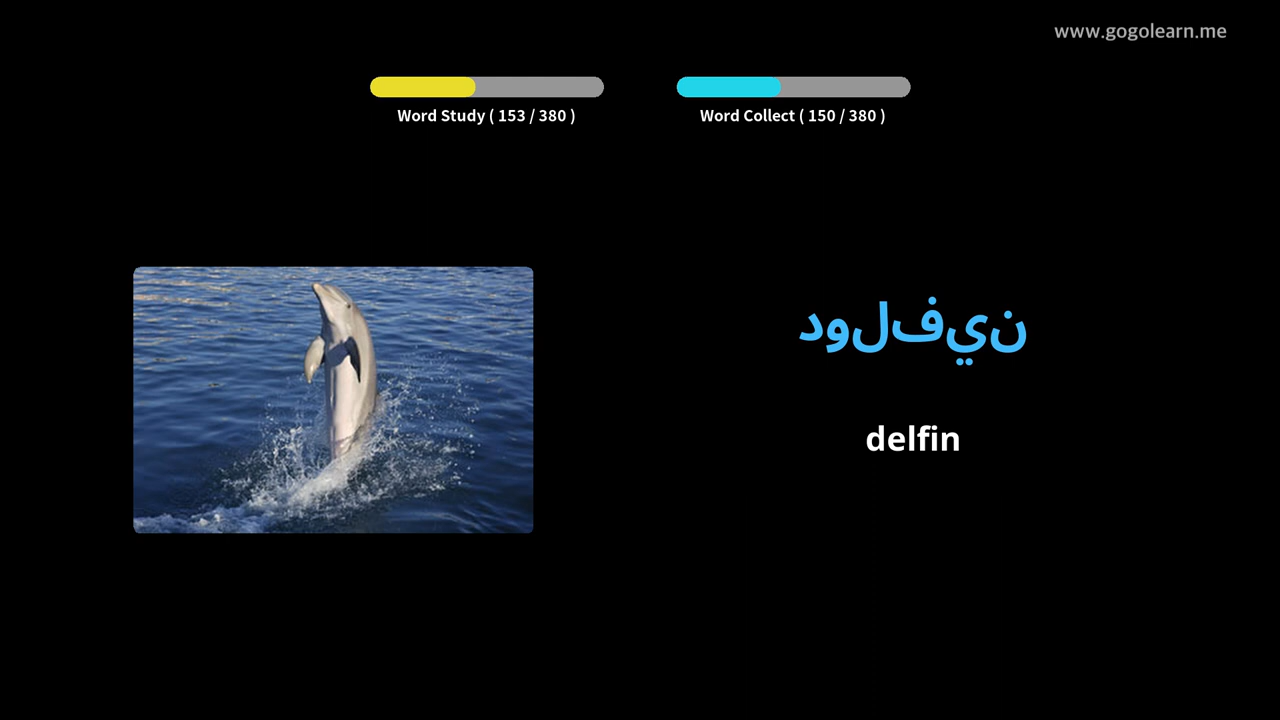 www.gogolearn.me
Word Study ( 153 / 380 )
Word Collect ( 150 / 380 )
دولفين
delfin